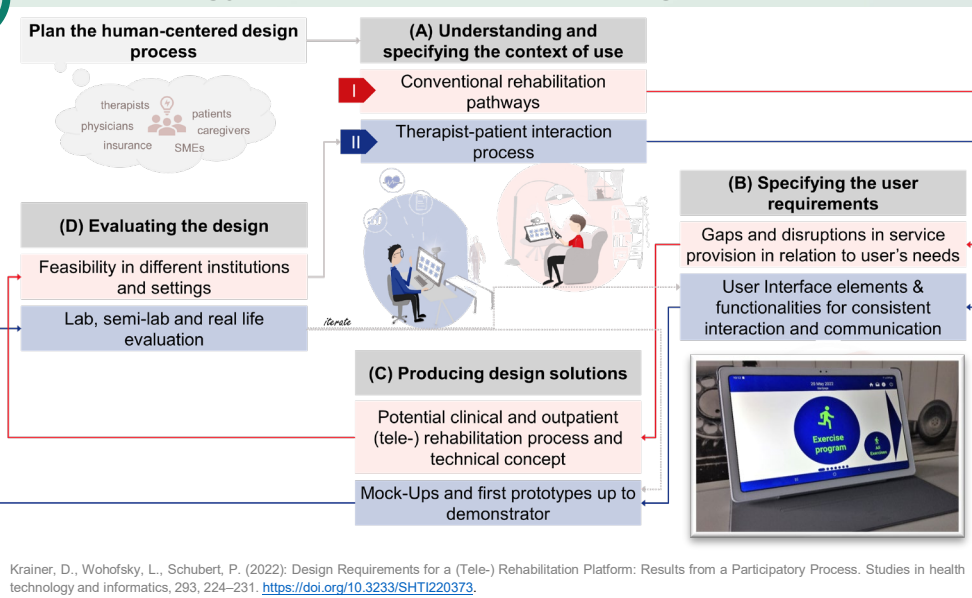 Plan the human-centered design
process
therapists
patients
physicians
caregivers
insurance
SMEs
(A) Understanding and
specifying the context of use
I
Conventional rehabilitation
pathways
II
Therapist-patient interaction
process
(B) Specifying the user
requirements
Gaps and disruptions in service
provision in relation to user's needs
User Interface elements &
functionalities for consistent
interaction and communication
(D) Evaluating the design
Feasibility in different institutions
and settings
Lab, semi-lab and real life
evaluation
iterate
(C) Producing design solutions
Potential clinical and outpatient
(tele-) rehabilitation process and
technical concept
Mock-Ups and first prototypes up to
demonstrator
Exercise
program
All
Exercises
Krainer, D., Wohofsky, L., Schubert, P. (2022): Design Requirements for a (Tele-) Rehabilitation Platform: Results from a Participatory Process. Studies in health
technology and informatics, 293, 224–231. https://doi.org/10.3233/SHTI220373.